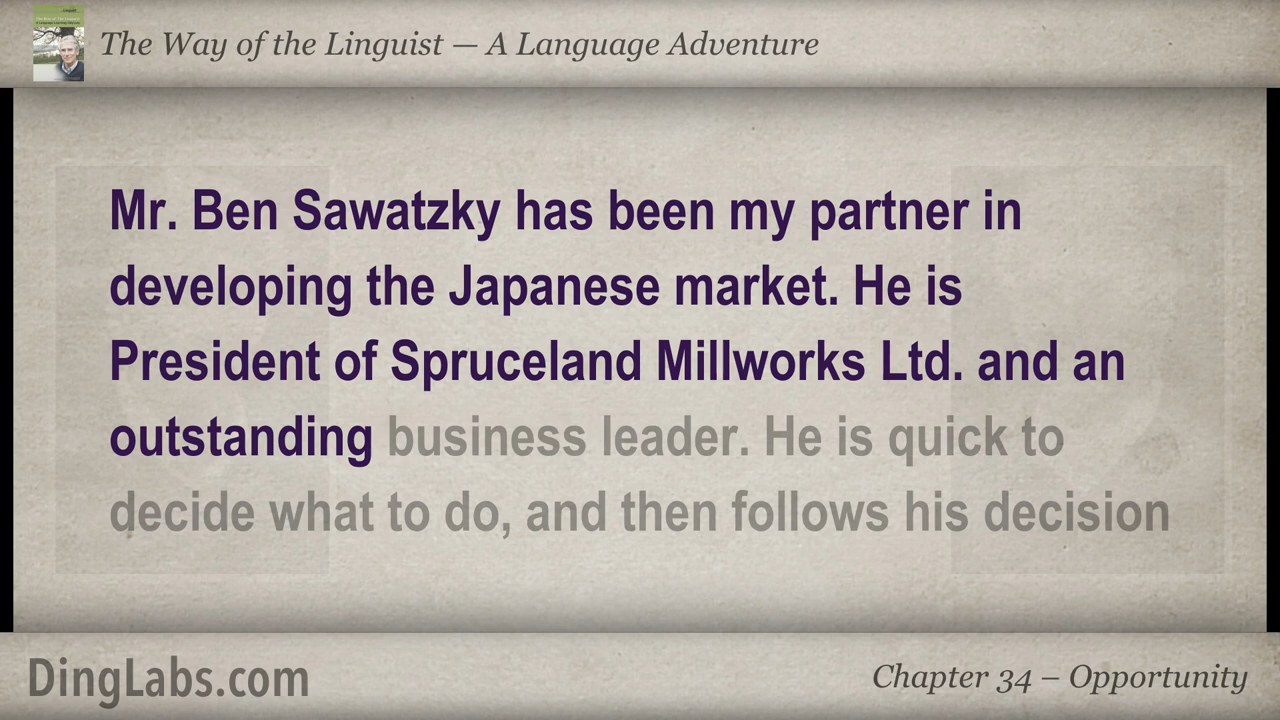 The Way of the Linguist — A Language Adventure
Mr. Ben Sawatzky has been my partner in
developing the Japanese market. He is
President of Spruceland Millworks Ltd. and an
outstanding business leader. He is quick to
decide what to do, and then follows his decision
DingLabs.com
Chapter 34 – Opportunity